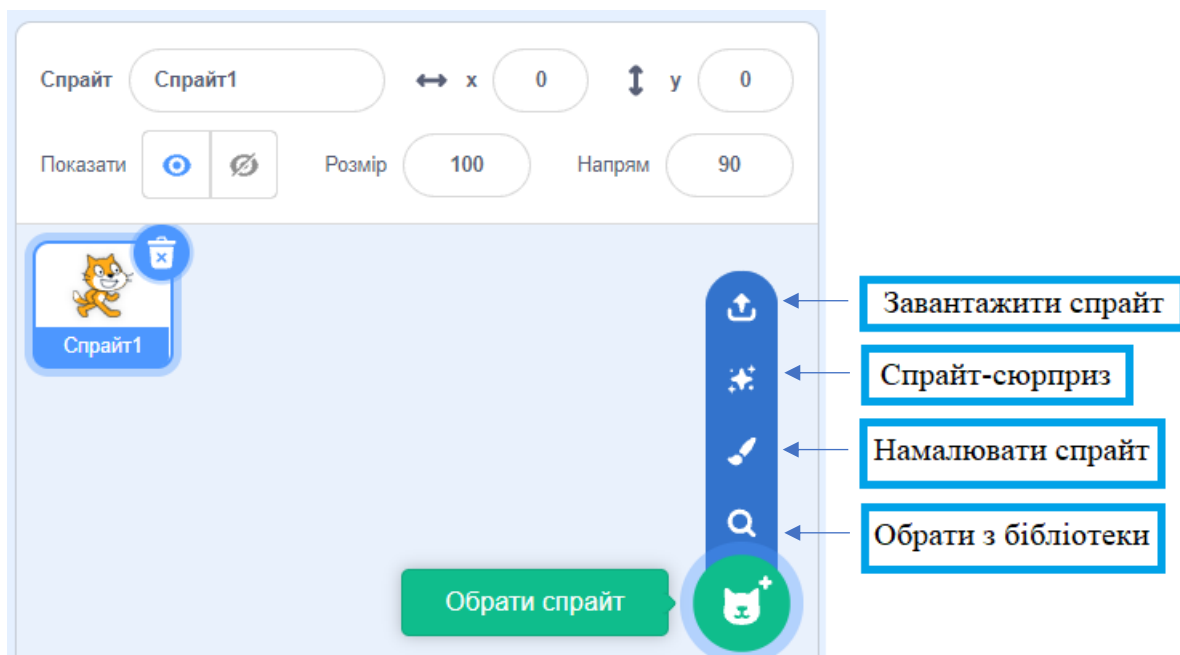 Спрайт Спрайт1 x 0 y 0
Показати Розмір 100 Напрям 90
Спрайт1
Завантажити спрайт
Спрайт-сюрприз
Намалювати спрайт
Обрати з бібліотеки
Обрати спрайт